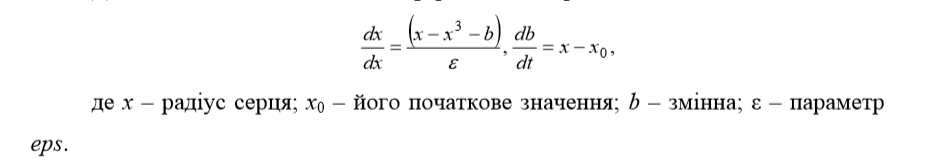 dx/dx = (x − x³ − b)/ε, db/dt = x − x₀,
де x – радіус серця; x₀ – його початкове значення; b – змінна; ε – параметр
eps.